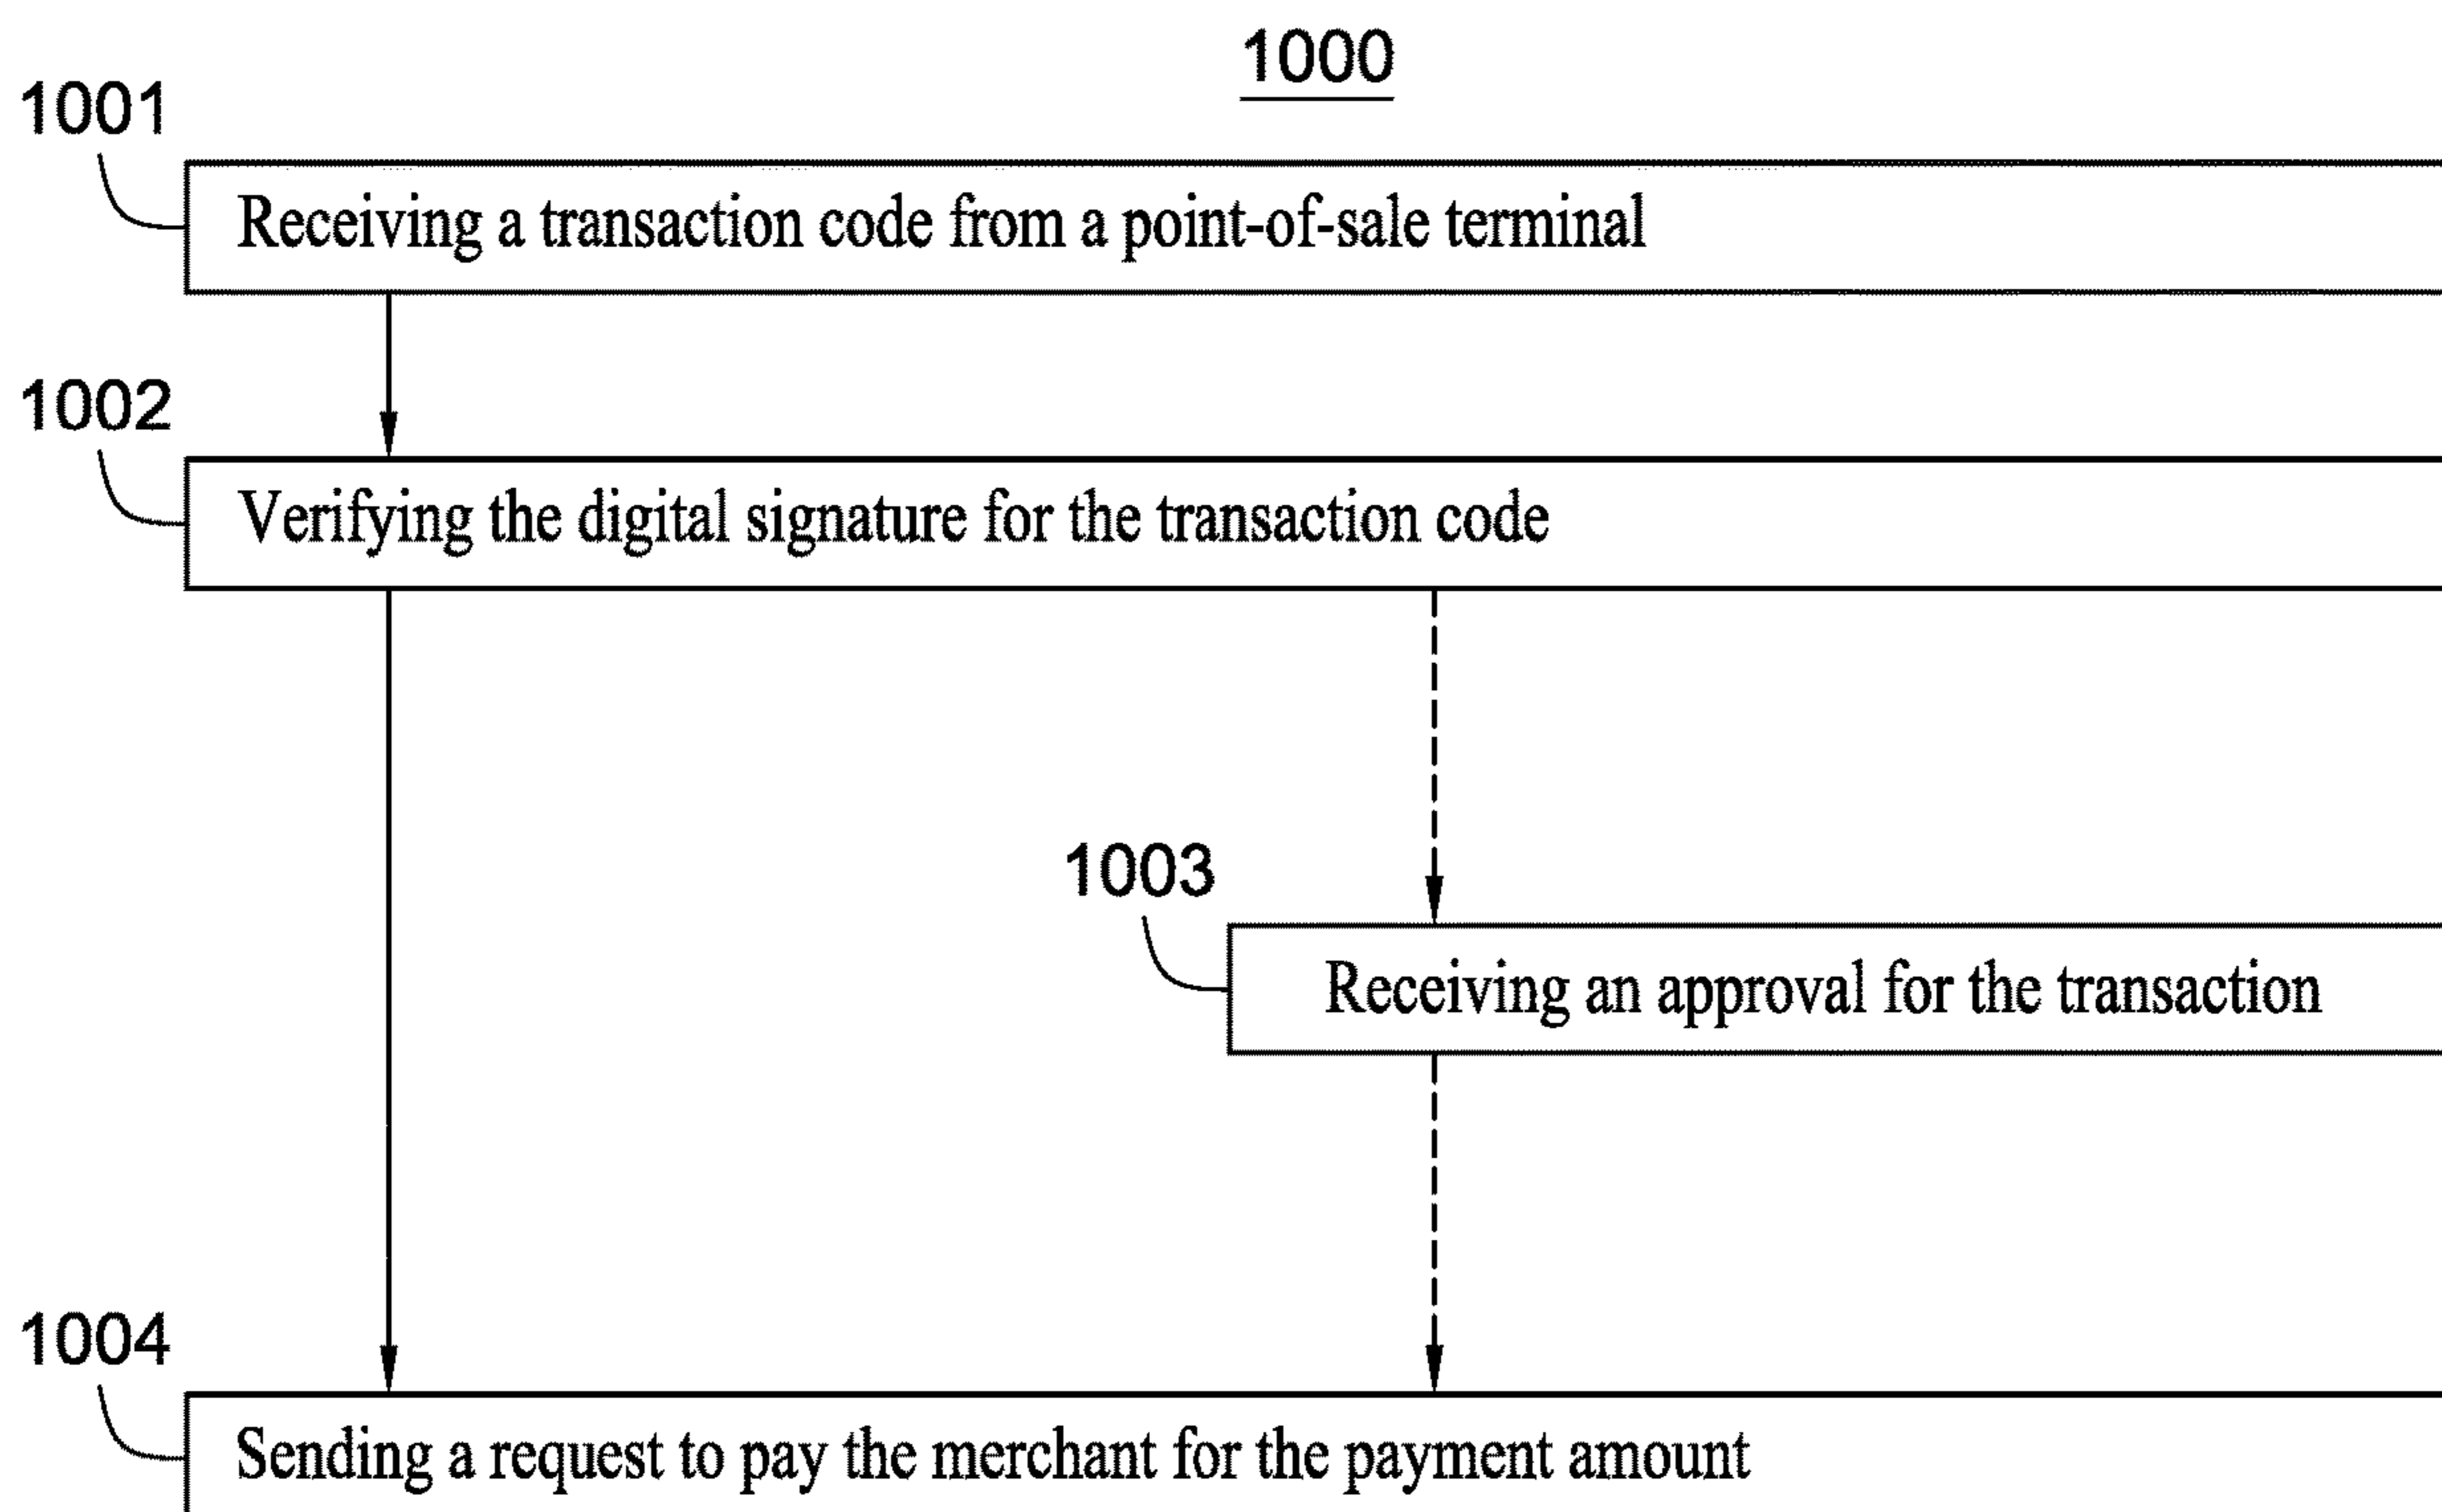 1000
1001
Receiving a transaction code from a point-of-sale terminal
1002
Verifying the digital signature for the transaction code
1003
Receiving an approval for the transaction
1004
Sending a request to pay the merchant for the payment amount